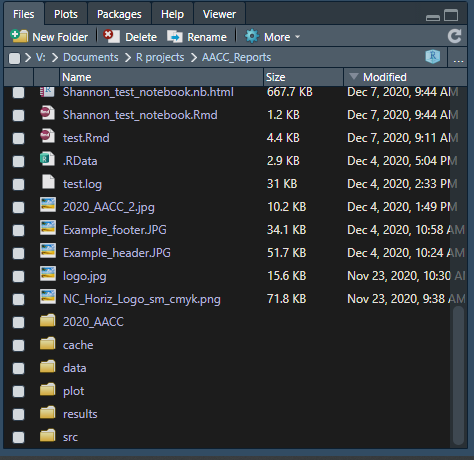 Files Plots Packages Help Viewer
New Folder Delete Rename More
V: Documents R projects AACC_Reports ...
Name Size Modified
Shannon_test_notebook.nb.html 667.7 KB Dec 7, 2020, 9:44 AM
Shannon_test_notebook.Rmd 1.2 KB Dec 7, 2020, 9:44 AM
test.Rmd 4.4 KB Dec 7, 2020, 9:11 AM
.RData 2.9 KB Dec 4, 2020, 5:04 PM
test.log 31 KB Dec 4, 2020, 2:33 PM
2020_AACC_2.jpg 10.2 KB Dec 4, 2020, 1:49 PM
Example_footer.JPG 34.1 KB Dec 4, 2020, 10:58 AM
Example_header.JPG 51.7 KB Dec 4, 2020, 10:24 AM
logo.jpg 15.6 KB Nov 23, 2020, 10:30 AM
NC_Horiz_Logo_sm_cmyk.png 71.8 KB Nov 23, 2020, 9:38 AM
2020_AACC
cache
data
plot
results
src